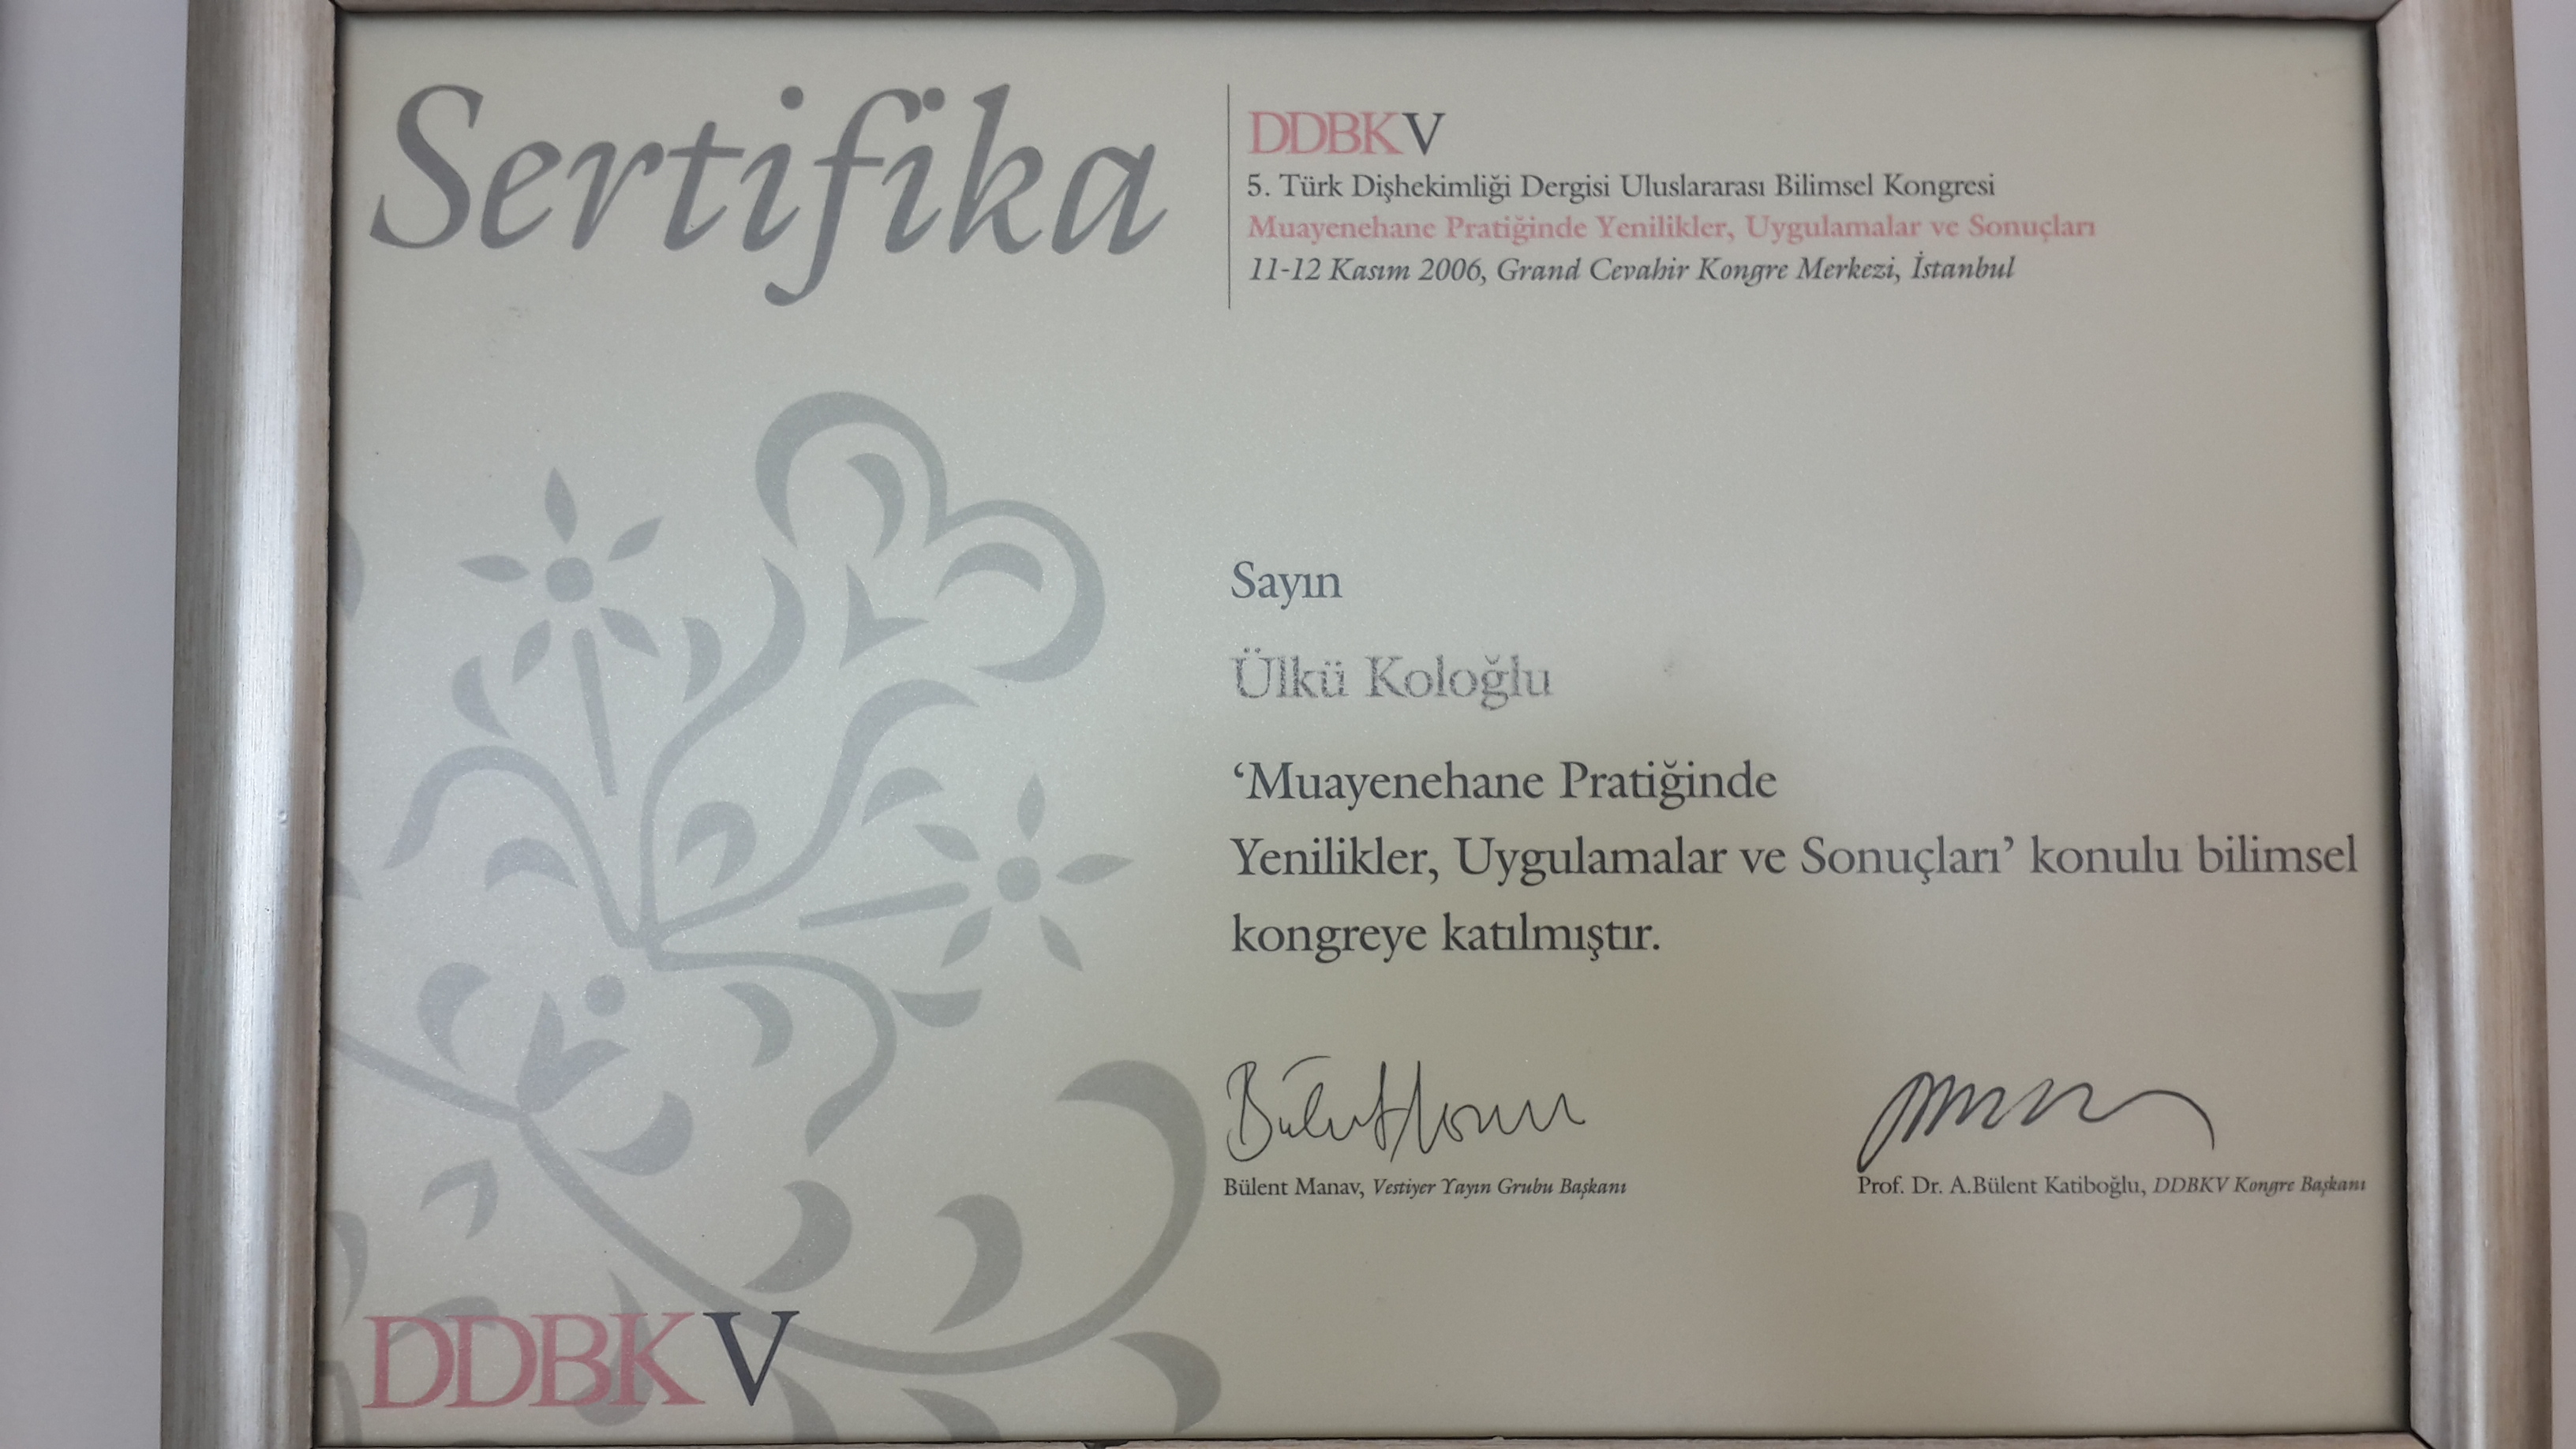 Sertifika
DDBKV
5. Türk Dişhekimliği Dergisi Uluslararası Bilimsel Kongresi
Muayenehane Pratiğinde Yenilikler, Uygulamalar ve Sonuçları
11-12 Kasım 2006, Grand Cevahir Kongre Merkezi, İstanbul
Sayın
Ülkü Koloğlu
‘Muayenehane Pratiğinde
Yenilikler, Uygulamalar ve Sonuçları’ konulu bilimsel
kongreye katılmıştır.
Bülent Manav, Vestiyer Yayın Grubu Başkanı
Prof. Dr. A.Bülent Katiboğlu, DDBKV Kongre Başkanı
DDBKV